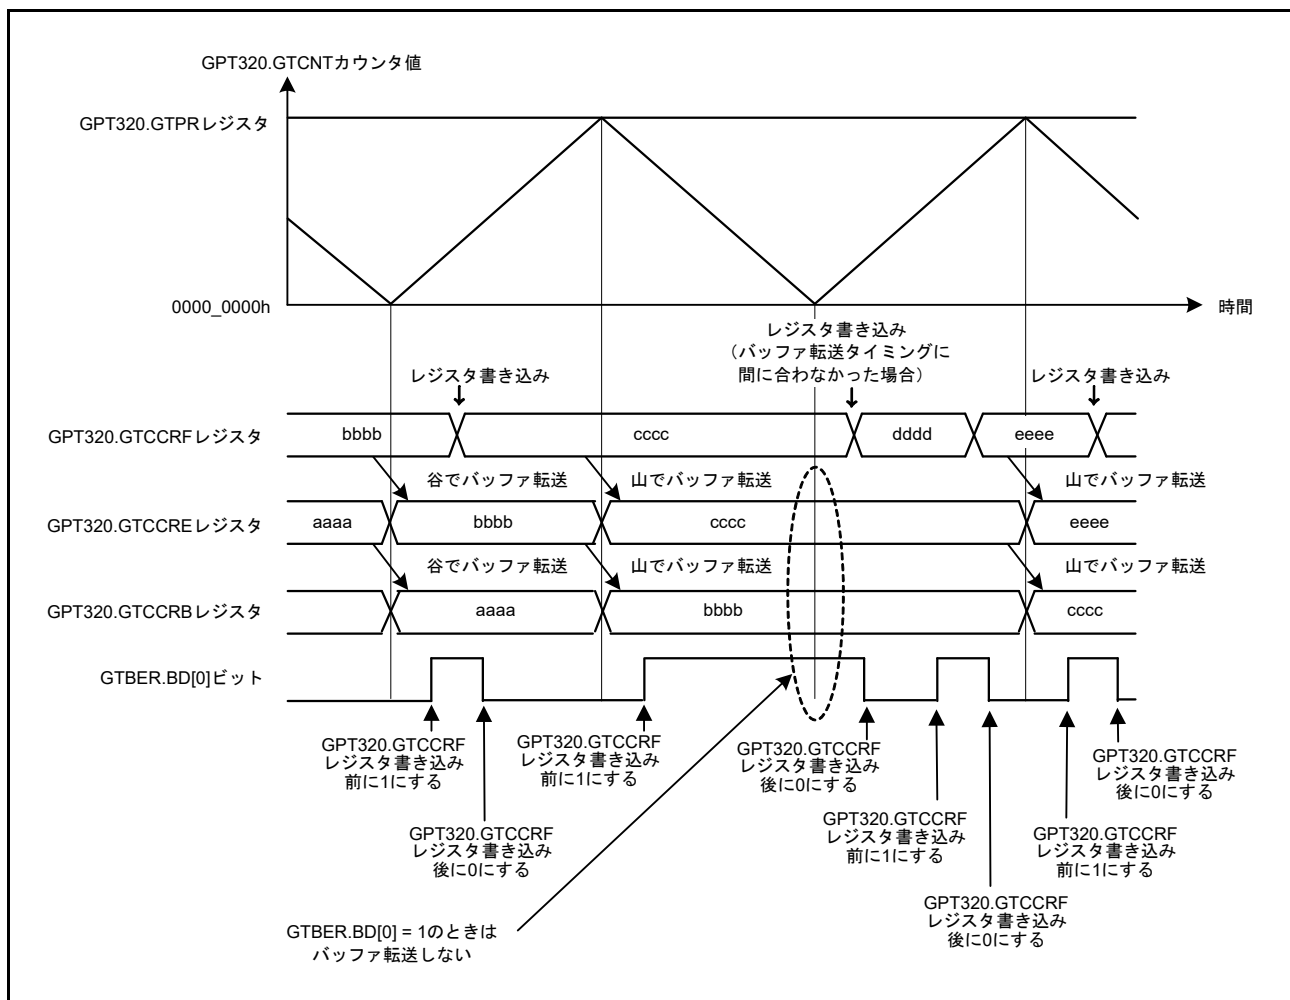 GPT320.GTCNTカウンタ値
GPT320.GTPRレジスタ
0000_0000h
時間
レジスタ書き込み
レジスタ書き込み
（バッファ転送タイミングに
間に合わなかった場合）
レジスタ書き込み
GPT320.GTCCRFレジスタ
bbbb
cccc
dddd
eeee
谷でバッファ転送
山でバッファ転送
山でバッファ転送
GPT320.GTCCREレジスタ
aaaa
bbbb
cccc
eeee
谷でバッファ転送
山でバッファ転送
山でバッファ転送
GPT320.GTCCRBレジスタ
aaaa
bbbb
cccc
GTBER.BD[0]ビット
GPT320.GTCCRF
レジスタ書き込み
前に1にする
GPT320.GTCCRF
レジスタ書き込み
後に0にする
GPT320.GTCCRF
レジスタ書き込み
前に1にする
GPT320.GTCCRF
レジスタ書き込み
後に0にする
GPT320.GTCCRF
レジスタ書き込み
前に1にする
GPT320.GTCCRF
レジスタ書き込み
後に0にする
GPT320.GTCCRF
レジスタ書き込み
前に1にする
GPT320.GTCCRF
レジスタ書き込み
後に0にする
GTBER.BD[0] = 1のときは
バッファ転送しない